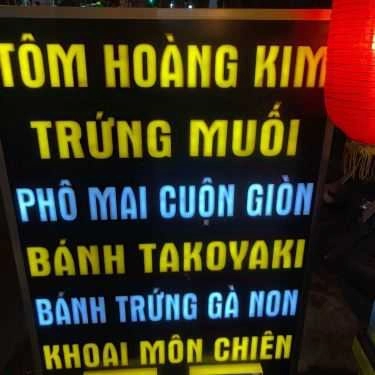 TÔM HOÀNG KIM
TRỨNG MUỐI
PHÔ MAI CUỘN GIÒN
BÁNH TAKOYAKI
BÁNH TRỨNG GÀ NON
KHOAI MÔN CHIÊN